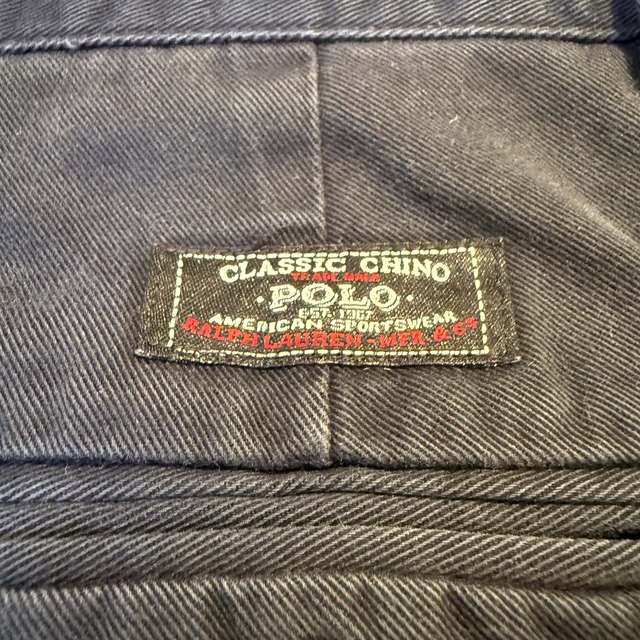 CLASSIC CHINO
TRADE MARK
POLO
EST. 1967
AMERICAN SPORTSWEAR
RALPH LAUREN - MFR. & CO.